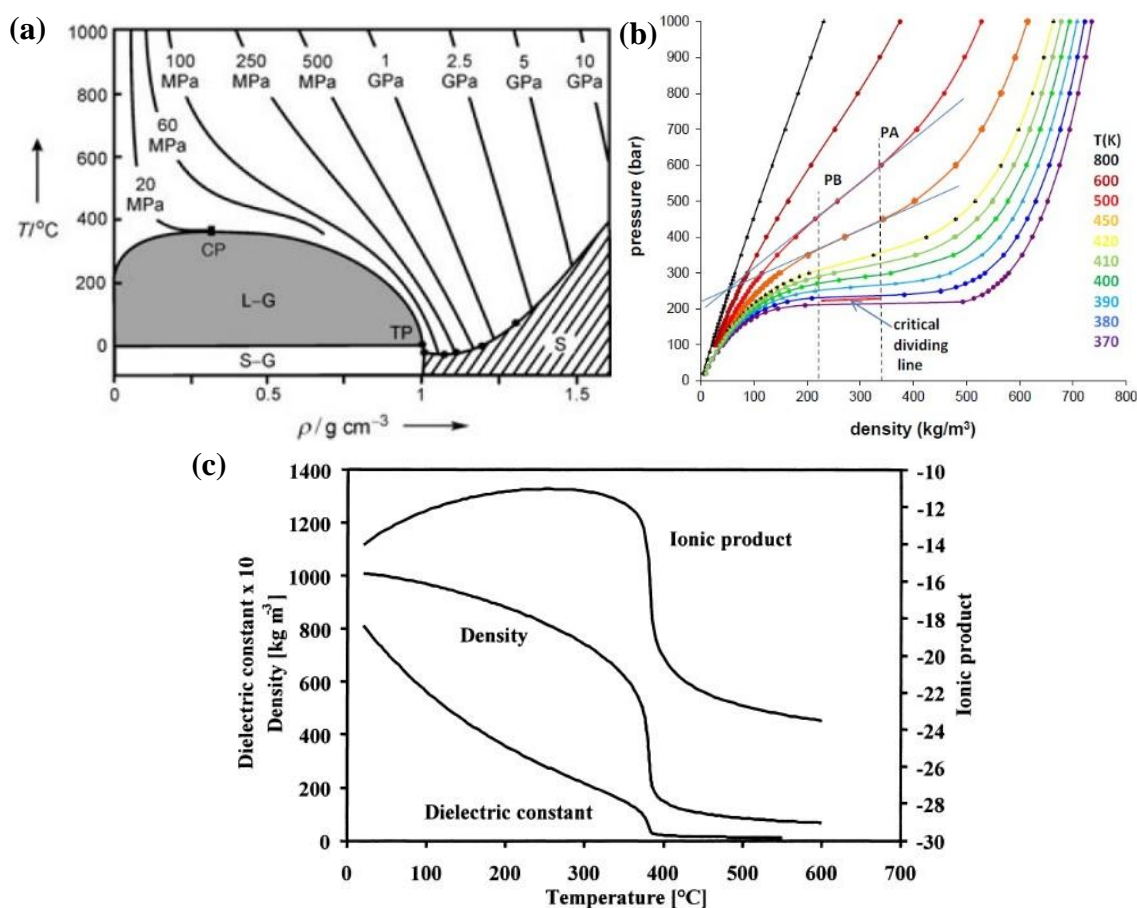 (a)
1000
800
600
400
200
0
T/°C
100
MPa
250
MPa
500
MPa
1
GPa
2.5
GPa
5
GPa
10
GPa
60
MPa
20
MPa
CP
L–G
TP
S–G
S
0
0.5
1
1.5
ρ / g cm⁻³
(b)
1000
900
800
700
600
500
400
300
200
100
0
pressure (bar)
PA
PB
critical
dividing
line
T(K)
800
600
500
450
420
410
400
390
380
370
0
100
200
300
400
500
600
700
800
density (kg/m³)
(c)
1400
1200
1000
800
600
400
200
0
Dielectric constant x 10
Density [kg m⁻³]
Ionic product
Density
Dielectric constant
-10
-12
-14
-16
-18
-20
-22
-24
-26
-28
-30
Ionic product
0
100
200
300
400
500
600
700
Temperature [°C]